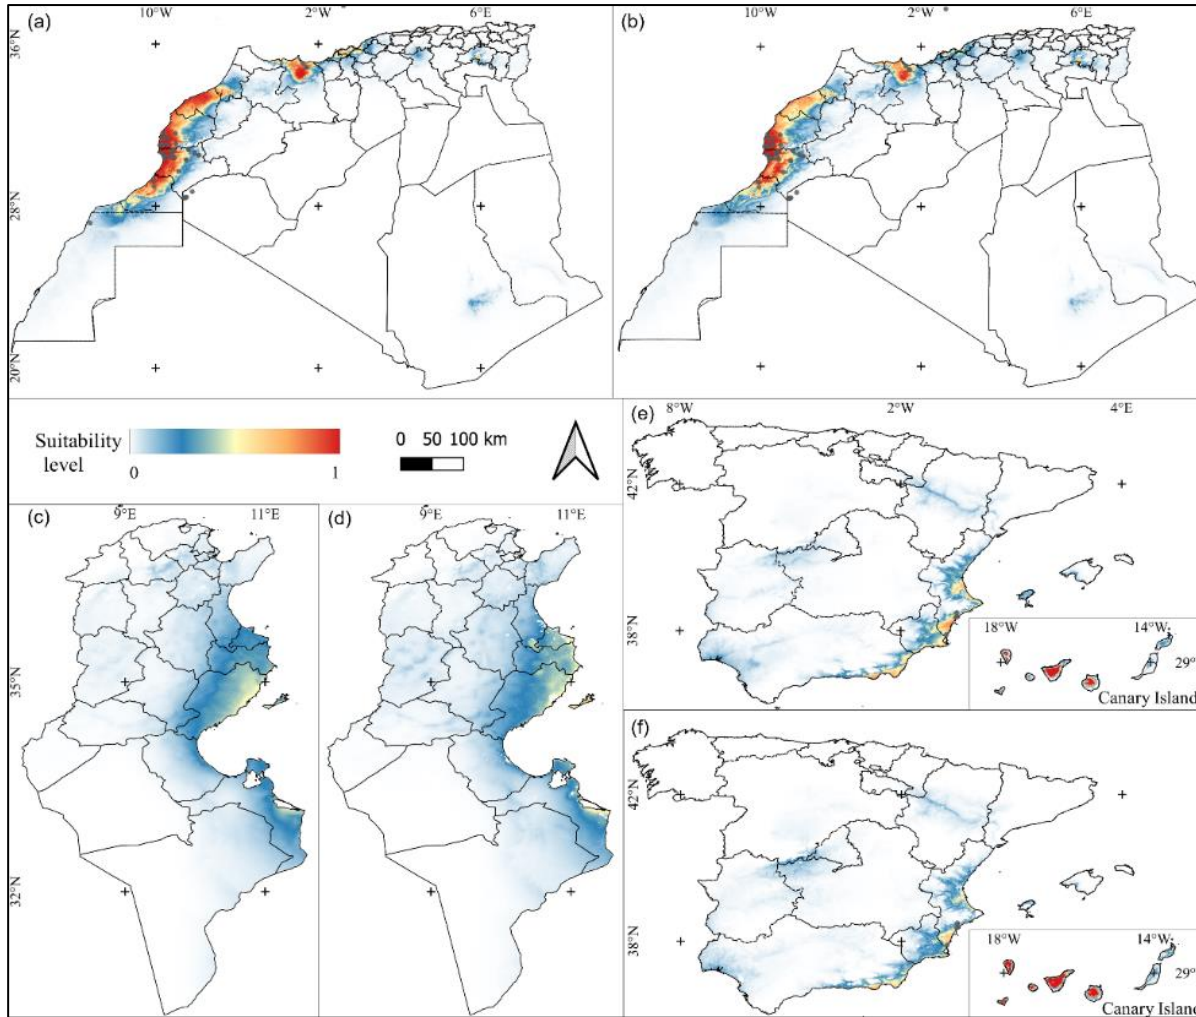 (a) 10°W 2°W 6°E
36°N
28°N
20°N
(b) 10°W 2°W 6°E
Suitability
level
0 1
0 50 100 km
(e) 8°W 2°W 4°E
42°N
38°N
18°W 14°W
29°
Canary Island
(c) 9°E 11°E
35°N
32°N
(d) 9°E 11°E
(f)
42°N
38°N
18°W 14°W
29°
Canary Island